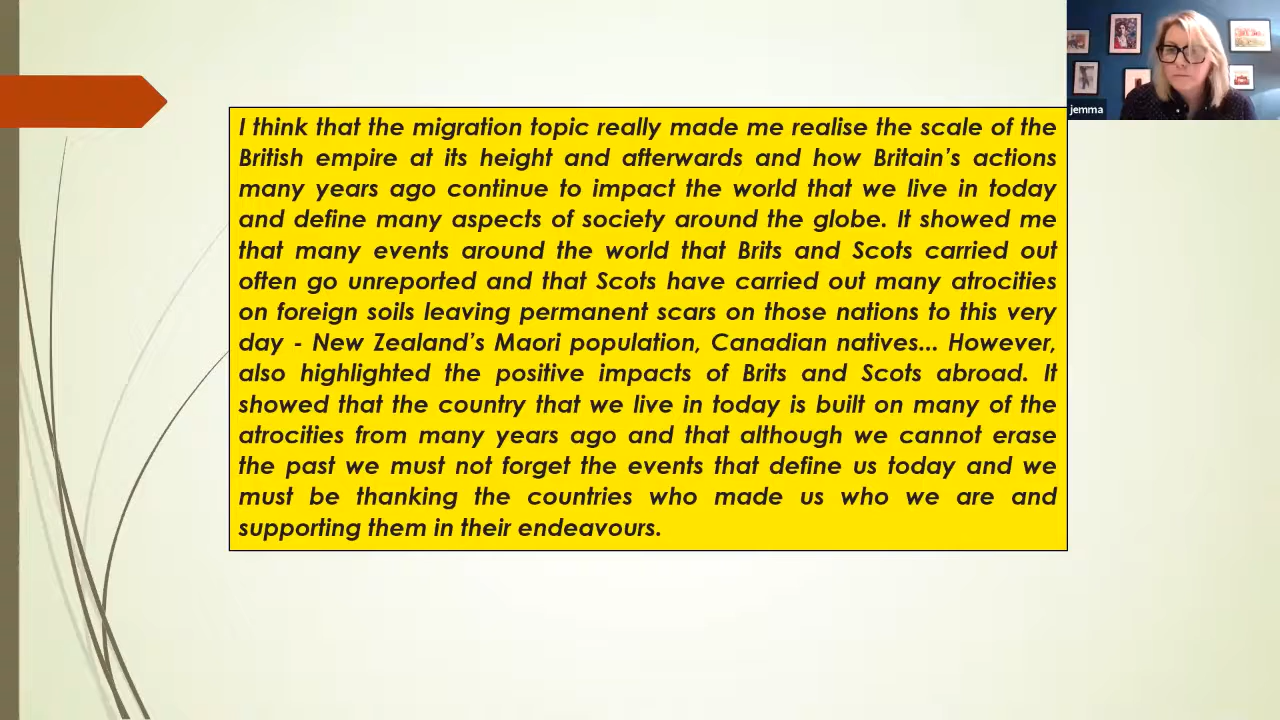 I think that the migration topic really made me realise the scale of the
British empire at its height and afterwards and how Britain's actions
many years ago continue to impact the world that we live in today
and define many aspects of society around the globe. It showed me
that many events around the world that Brits and Scots carried out
often go unreported and that Scots have carried out many atrocities
on foreign soils leaving permanent scars on those nations to this very
day - New Zealand's Maori population, Canadian natives... However,
also highlighted the positive impacts of Brits and Scots abroad. It
showed that the country that we live in today is built on many of the
atrocities from many years ago and that although we cannot erase
the past we must not forget the events that define us today and we
must be thanking the countries who made us who we are and
supporting them in their endeavours.
jemma